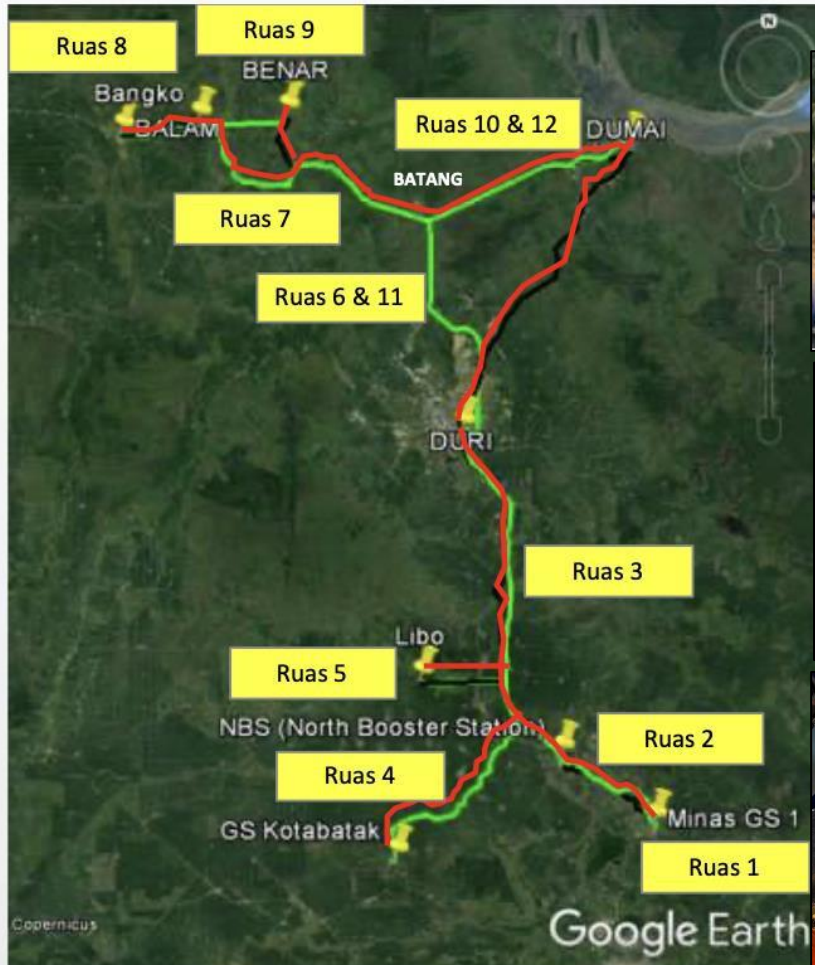 Ruas 8
Ruas 9
BENAR
Bangko
BALAM
Ruas 10 & 12
DUMAI
BATANG
Ruas 7
Ruas 6 & 11
DURI
Ruas 3
Libo
Ruas 5
NBS (North Booster Station)
Ruas 2
Ruas 4
Minas GS 1
GS Kotabatak
Ruas 1
Copernicus
Google Earth
N